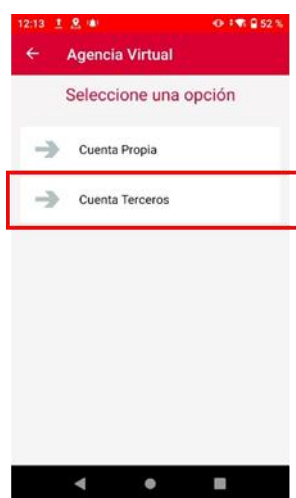 12:13 52 %
Agencia Virtual
Seleccione una opción
Cuenta Propia
Cuenta Terceros